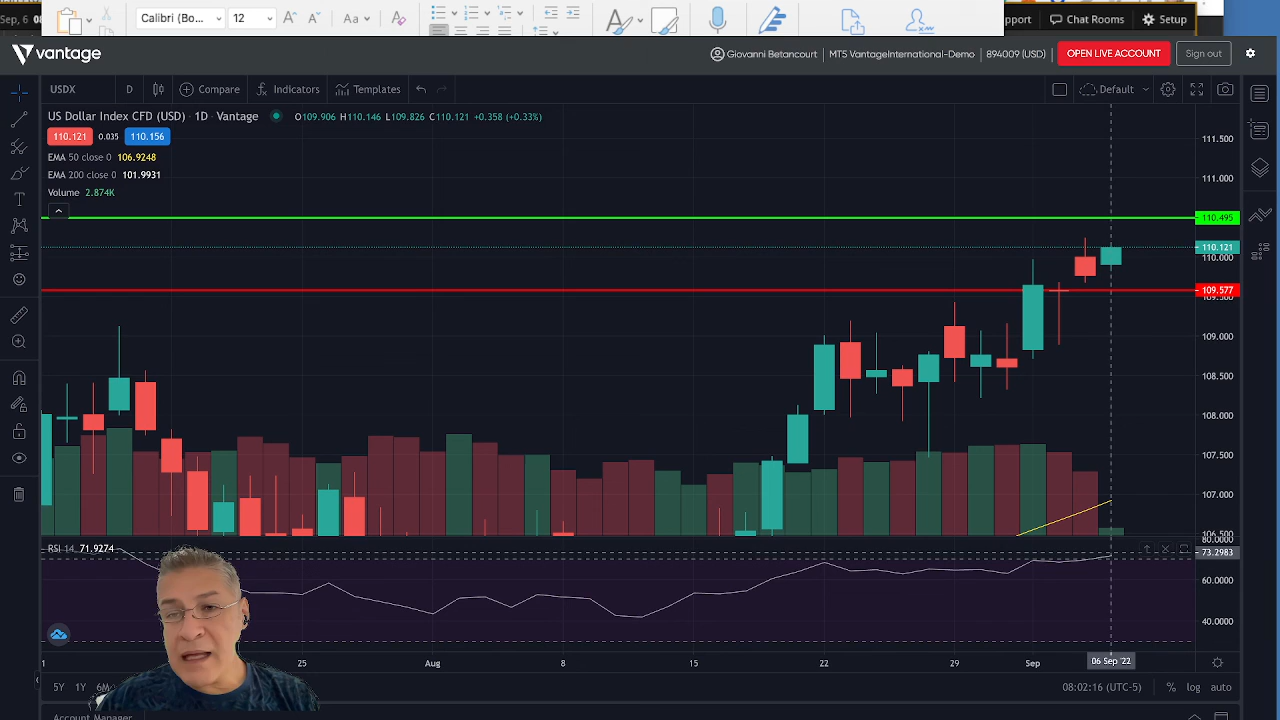 Sep, 6
Calibri (Bo...
12
Aa
pport
Chat Rooms
Setup
vantage
Giovanni Betancourt
MTS VantageInternational-Demo
894009 (USD)
OPEN LIVE ACCOUNT
Sign out
USDX
D
Compare
Indicators
Templates
Default
US Dollar Index CFD (USD) · 1D · Vantage
O109.906 H110.146 L109.826 C110.121 +0.358 (+0.33%)
110.121
0.035
110.156
EMA 50 close 0 106.9248
EMA 200 close 0 101.9931
Volume 2.874K
111.500
111.000
110.495
110.121
110.000
109.577
109.000
108.500
108.000
107.500
107.000
106.500
80.0000
RSI 14 71.9274
73.2983
60.0000
40.0000
25
Aug
8
15
22
29
Sep
06 Sep '22
5Y
1Y
6M
08:02:16 (UTC-5)
%
log
auto
Account Manager